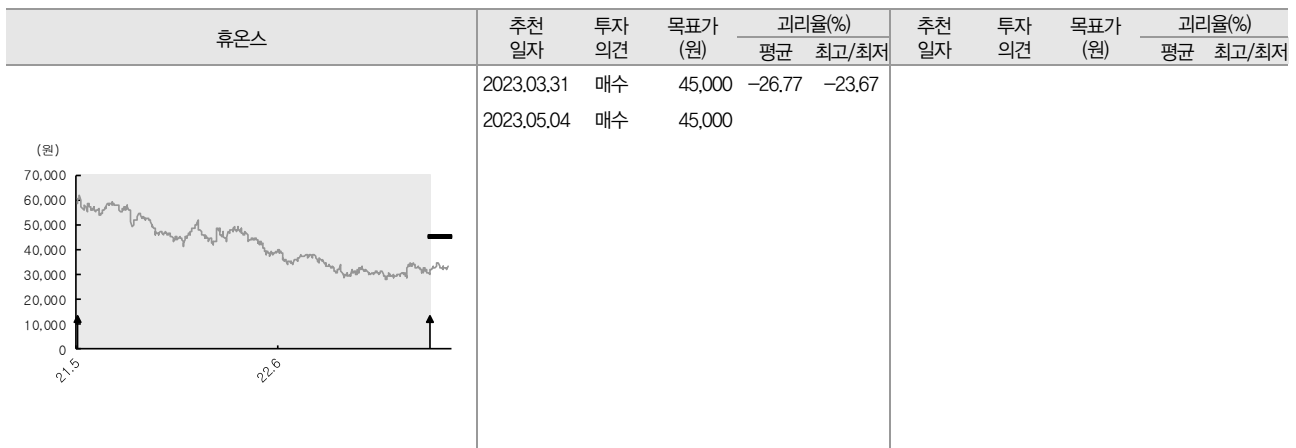 휴온스
추천 일자 투자 의견 목표가 (원) 괴리율(%) 평균 최고/최저 추천 일자 투자 의견 목표가 (원) 괴리율(%) 평균 최고/최저
2023.03.31 매수 45,000 -26.77 -23.67
2023.05.04 매수 45,000
(원)
70,000
60,000
50,000
40,000
30,000
20,000
10,000
0
21.5
22.6